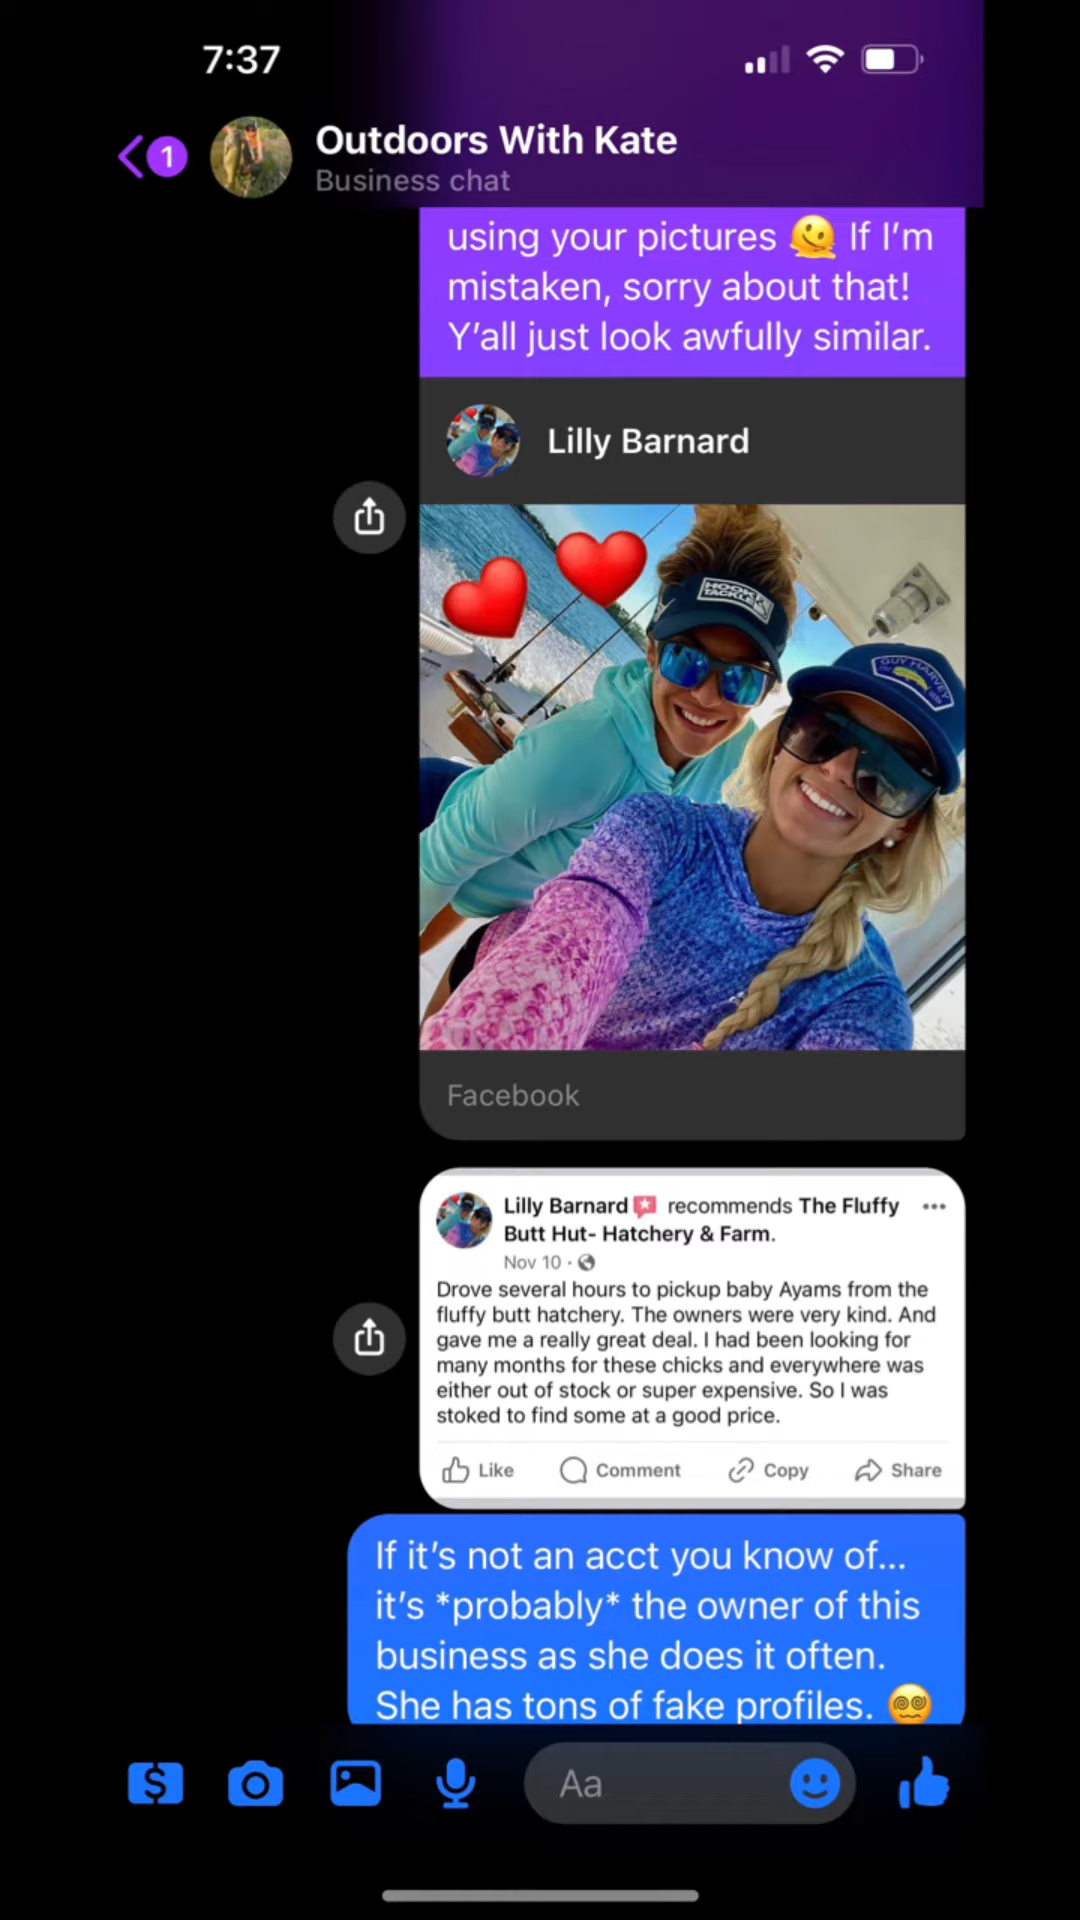 7:37
1
Outdoors With Kate
Business chat
using your pictures 🫠 If I'm
mistaken, sorry about that!
Y'all just look awfully similar.
Lilly Barnard
HOOK
TACKLE
GUY HARVEY
Facebook
Lilly Barnard recommends The Fluffy
Butt Hut- Hatchery & Farm.
Nov 10 ·
Drove several hours to pickup baby Ayams from the
fluffy butt hatchery. The owners were very kind. And
gave me a really great deal. I had been looking for
many months for these chicks and everywhere was
either out of stock or super expensive. So I was
stoked to find some at a good price.
Like Comment Copy Share
If it's not an acct you know of...
it's *probably* the owner of this
business as she does it often.
She has tons of fake profiles. 😵‍💫
$
Aa